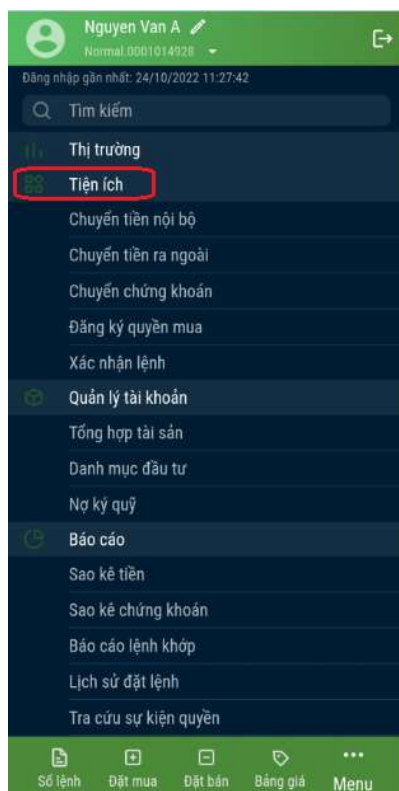 Nguyen Van A
Normal.0001014928
Đăng nhập gần nhất: 24/10/2022 11:27:42
Tìm kiếm
Thị trường
Tiện ích
Chuyển tiền nội bộ
Chuyển tiền ra ngoài
Chuyển chứng khoán
Đăng ký quyền mua
Xác nhận lệnh
Quản lý tài khoản
Tổng hợp tài sản
Danh mục đầu tư
Nợ ký quỹ
Báo cáo
Sao kê tiền
Sao kê chứng khoán
Báo cáo lệnh khớp
Lịch sử đặt lệnh
Tra cứu sự kiện quyền
Sổ lệnh Đặt mua Đặt bán Bảng giá Menu